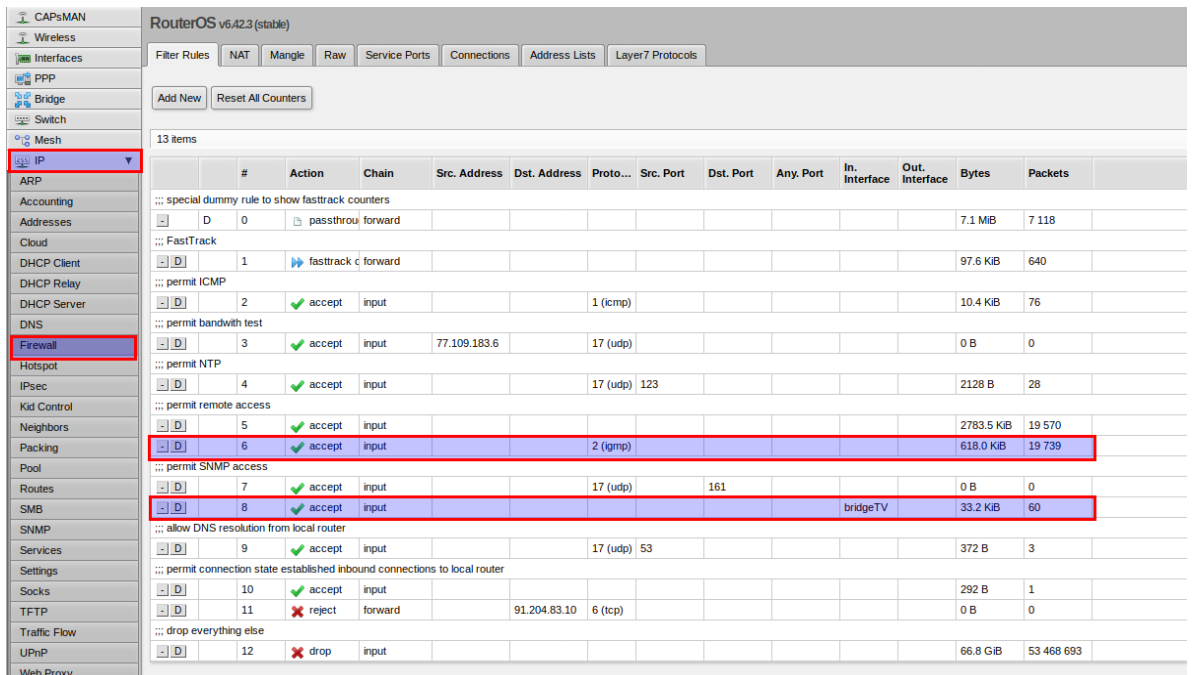 CAPsMAN
Wireless
Interfaces
PPP
Bridge
Switch
Mesh
IP ▼
ARP
Accounting
Addresses
Cloud
DHCP Client
DHCP Relay
DHCP Server
DNS
Firewall
Hotspot
IPsec
Kid Control
Neighbors
Packing
Pool
Routes
SMB
SNMP
Services
Settings
Socks
TFTP
Traffic Flow
UPnP
Web Proxy
RouterOS v6.42.3 (stable)
Filter Rules NAT Mangle Raw Service Ports Connections Address Lists Layer7 Protocols
Add New Reset All Counters
13 items
# Action Chain Src. Address Dst. Address Proto... Src. Port Dst. Port Any. Port In. Interface Out. Interface Bytes Packets
;;; special dummy rule to show fasttrack counters
- D 0 passthrou forward 7.1 MiB 7 118
;;; FastTrack
- D 1 fasttrack c forward 97.6 KiB 640
;;; permit ICMP
- D 2 accept input 1 (icmp) 10.4 KiB 76
;;; permit bandwith test
- D 3 accept input 77.109.183.6 17 (udp) 0 B 0
;;; permit NTP
- D 4 accept input 17 (udp) 123 2128 B 28
;;; permit remote access
- D 5 accept input 2783.5 KiB 19 570
- D 6 accept input 2 (igmp) 618.0 KiB 19 739
;;; permit SNMP access
- D 7 accept input 17 (udp) 161 0 B 0
- D 8 accept input bridgeTV 33.2 KiB 60
;;; allow DNS resolution from local router
- D 9 accept input 17 (udp) 53 372 B 3
;;; permit connection state established inbound connections to local router
- D 10 accept input 292 B 1
- D 11 reject forward 91.204.83.10 6 (tcp) 0 B 0
;;; drop everything else
- D 12 drop input 66.8 GiB 53 468 693